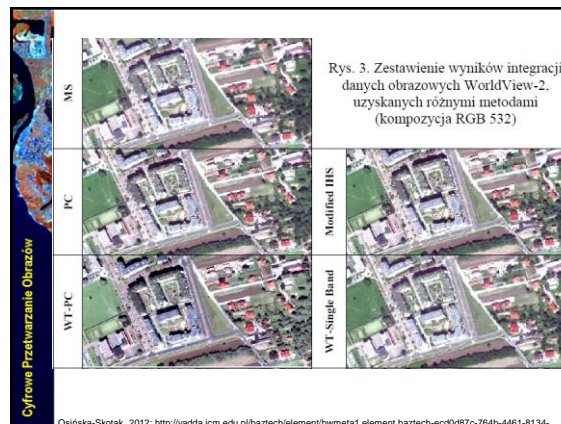 Cyfrowe Przetwarzanie Obrazów
MS
Rys. 3. Zestawienie wyników integracji
danych obrazowych WorldView-2,
uzyskanych różnymi metodami
(kompozycja RGB 532)
PC
Modified IHS
WT-PC
WT-Single Band
Osińska-Skotak, 2012: http://yadda.icm.edu.pl/baztech/element/bwmeta1.element.baztech-ecd0d87c-764b-4461-8134-